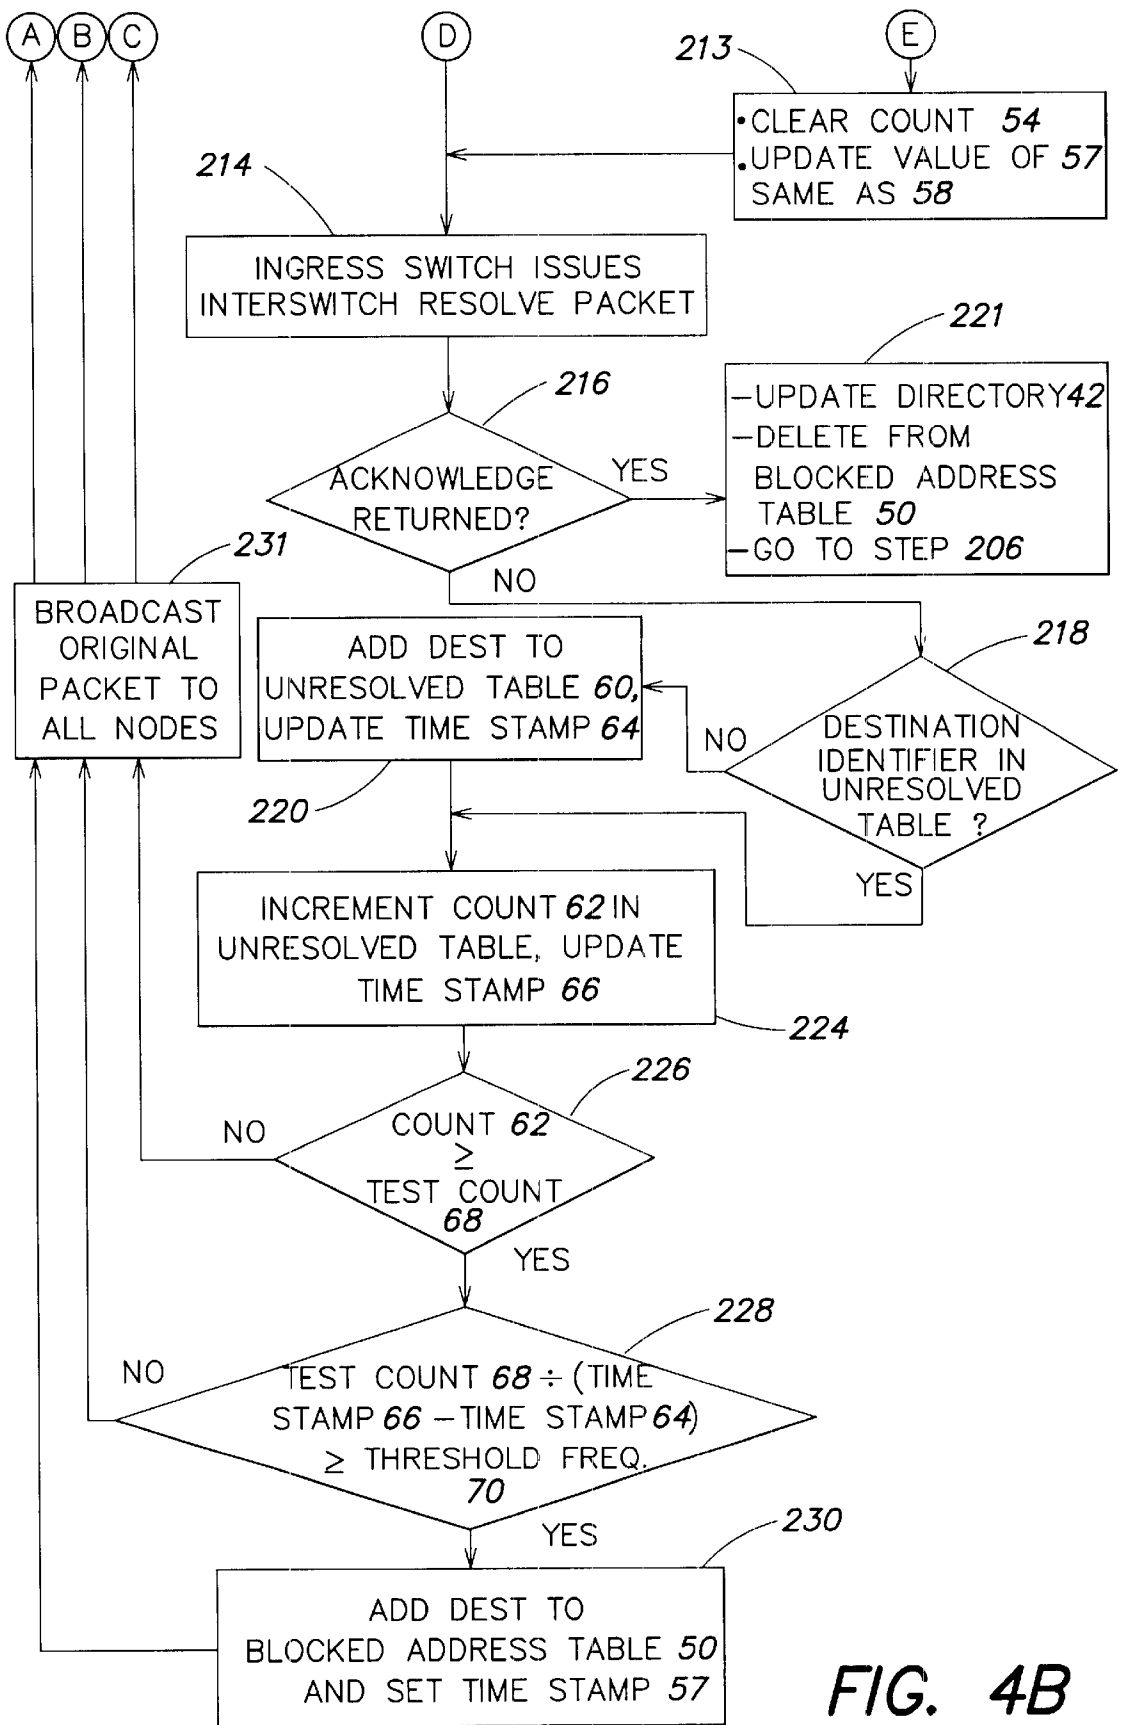 A B C D E
213
•CLEAR COUNT 54
•UPDATE VALUE OF 57
SAME AS 58
214
INGRESS SWITCH ISSUES
INTERSWITCH RESOLVE PACKET
221
-UPDATE DIRECTORY 42
-DELETE FROM
BLOCKED ADDRESS
TABLE 50
-GO TO STEP 206
216
ACKNOWLEDGE
RETURNED?
YES
NO
231
BROADCAST
ORIGINAL
PACKET TO
ALL NODES
ADD DEST TO
UNRESOLVED TABLE 60,
UPDATE TIME STAMP 64
220
218
DESTINATION
IDENTIFIER IN
UNRESOLVED
TABLE ?
NO
YES
INCREMENT COUNT 62 IN
UNRESOLVED TABLE, UPDATE
TIME STAMP 66
224
226
COUNT 62
≥
TEST COUNT
68
NO
YES
228
TEST COUNT 68 ÷ (TIME
STAMP 66 – TIME STAMP 64)
≥ THRESHOLD FREQ.
70
NO
YES
230
ADD DEST TO
BLOCKED ADDRESS TABLE 50
AND SET TIME STAMP 57
FIG. 4B